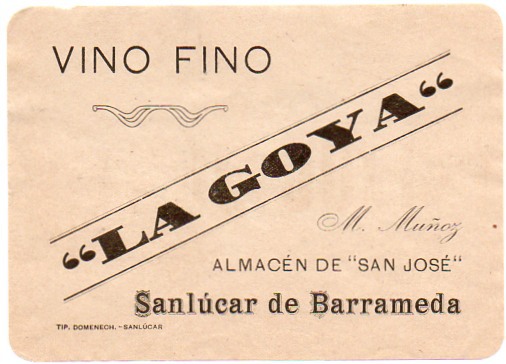 VINO FINO
“LA GOYA“
M. Muñoz
ALMACÉN DE "SAN JOSÉ"
Sanlúcar de Barrameda
TIP. DOMENECH. - SANLÚCAR